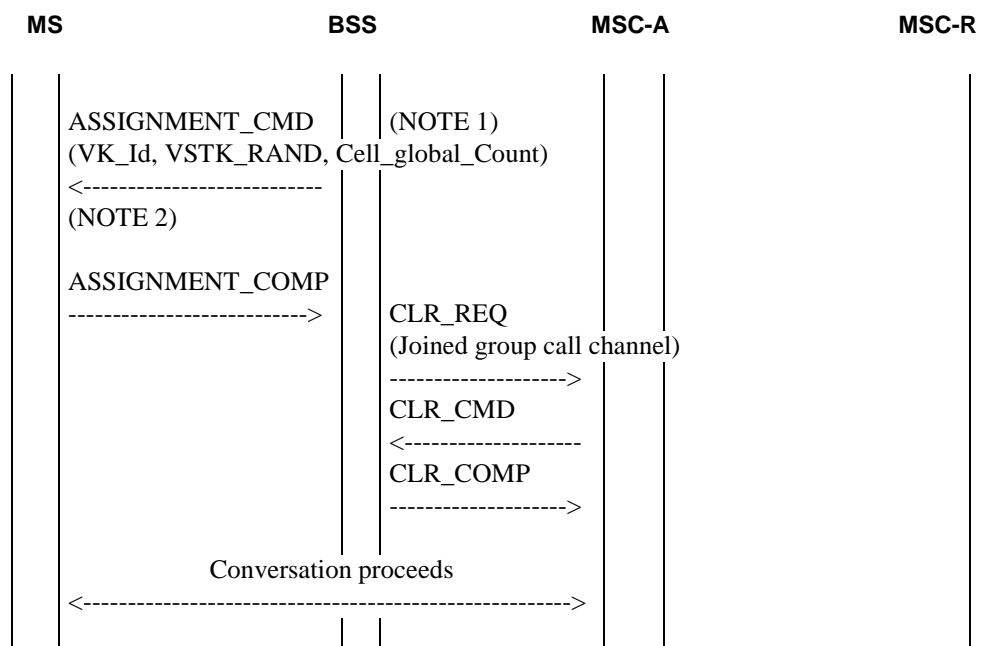 MS BSS MSC-A MSC-R
ASSIGNMENT_CMD (NOTE 1)
(VK_Id, VSTK_RAND, Cell_global_Count)
<---------------------------
(NOTE 2)
ASSIGNMENT_COMP
---------------------------> CLR_REQ
(Joined group call channel)
-------------------->
CLR_CMD
<--------------------
CLR_COMP
-------------------->
Conversation proceeds
<------------------------------------------------------->